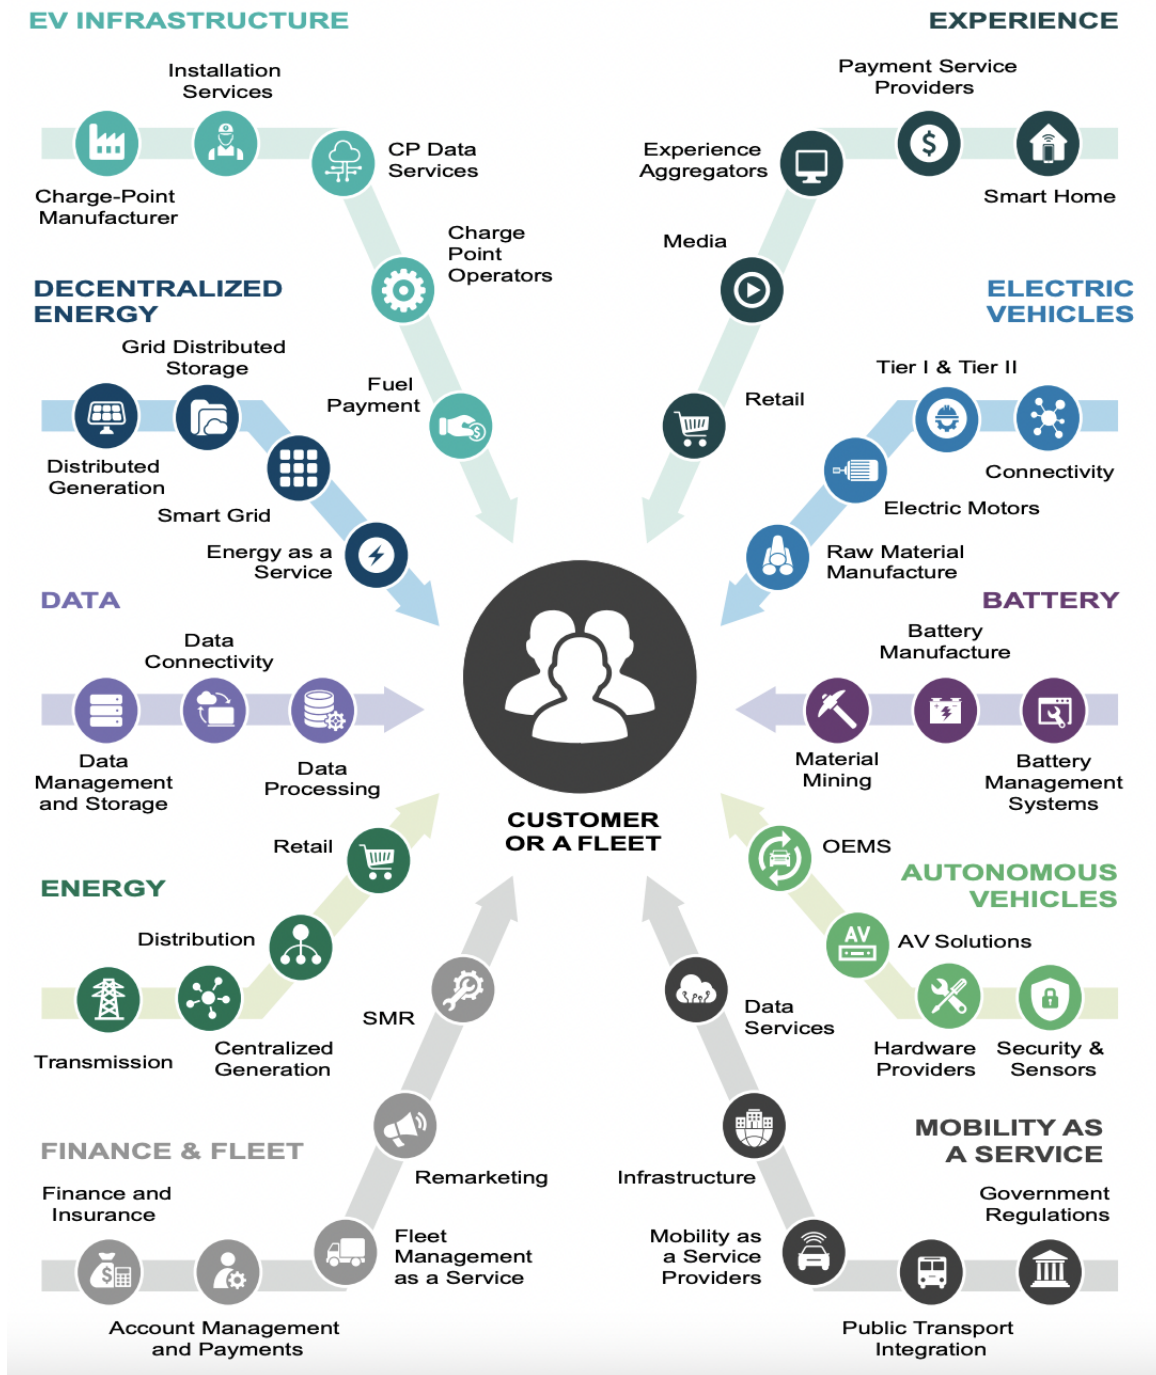 EV INFRASTRUCTURE
Installation
Services
CP Data
Services
Charge-Point
Manufacturer
Charge
Point
Operators
Fuel
Payment
EXPERIENCE
Payment Service
Providers
Experience
Aggregators
Smart Home
Media
Retail
DECENTRALIZED
ENERGY
Grid Distributed
Storage
Distributed
Generation
Smart Grid
Energy as a
Service
ELECTRIC
VEHICLES
Tier I & Tier II
Connectivity
Electric Motors
Raw Material
Manufacture
DATA
Data
Connectivity
Data
Management
and Storage
Data
Processing
BATTERY
Battery
Manufacture
Material
Mining
Battery
Management
Systems
CUSTOMER
OR A FLEET
Retail
ENERGY
Distribution
Transmission
Centralized
Generation
OEMS
AUTONOMOUS
VEHICLES
AV
AV Solutions
Hardware
Providers
Security &
Sensors
SMR
Remarketing
FINANCE & FLEET
Finance and
Insurance
Fleet
Management
as a Service
Account Management
and Payments
Data
Services
Infrastructure
MOBILITY AS
A SERVICE
Government
Regulations
Mobility as
a Service
Providers
Public Transport
Integration